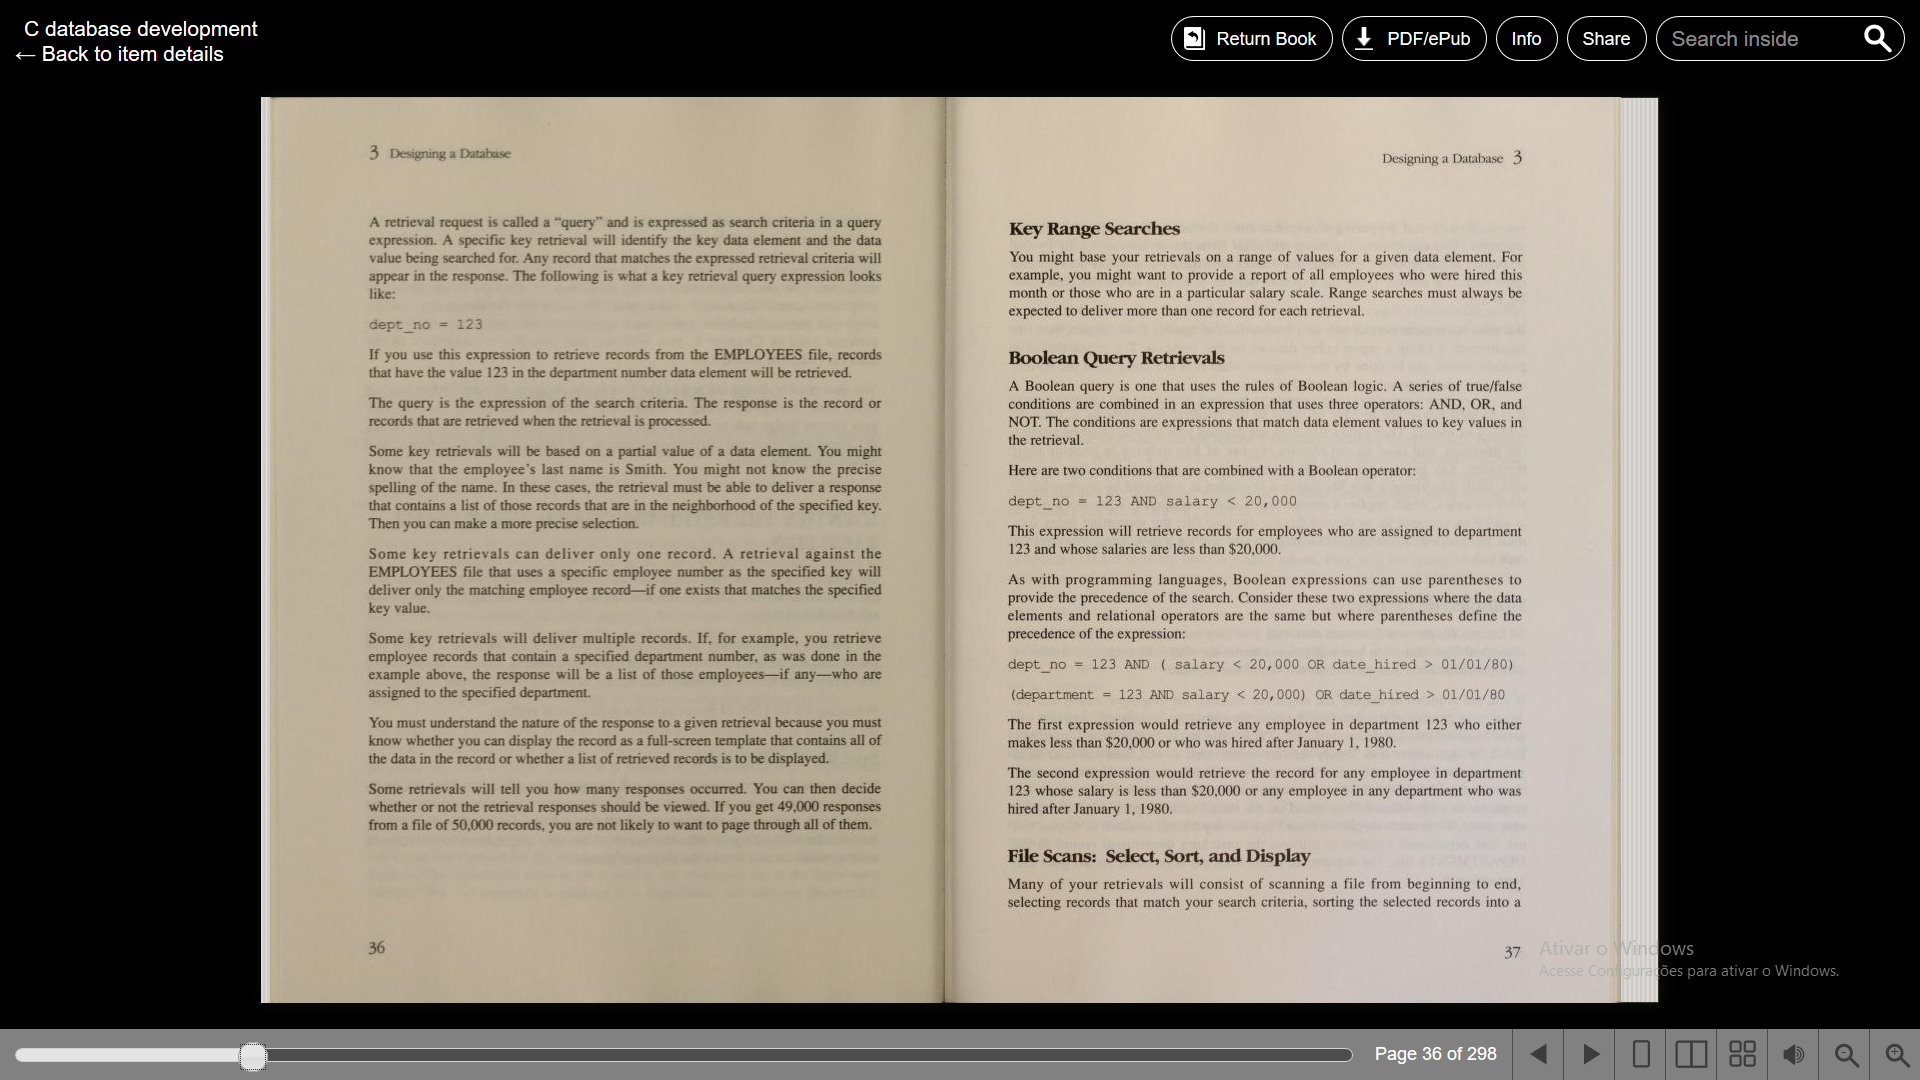 C database development
← Back to item details
Return Book
PDF/ePub
Info
Share
Search inside
3 Designing a Database
A retrieval request is called a “query” and is expressed as search criteria in a query
expression. A specific key retrieval will identify the key data element and the data
value being searched for. Any record that matches the expressed retrieval criteria will
appear in the response. The following is what a key retrieval query expression looks
like:
dept_no = 123
If you use this expression to retrieve records from the EMPLOYEES file, records
that have the value 123 in the department number data element will be retrieved.
The query is the expression of the search criteria. The response is the record or
records that are retrieved when the retrieval is processed.
Some key retrievals will be based on a partial value of a data element. You might
know that the employee’s last name is Smith. You might not know the precise
spelling of the name. In these cases, the retrieval must be able to deliver a response
that contains a list of those records that are in the neighborhood of the specified key.
Then you can make a more precise selection.
Some key retrievals can deliver only one record. A retrieval against the
EMPLOYEES file that uses a specific employee number as the specified key will
deliver only the matching employee record—if one exists that matches the specified
key value.
Some key retrievals will deliver multiple records. If, for example, you retrieve
employee records that contain a specified department number, as was done in the
example above, the response will be a list of those employees—if any—who are
assigned to the specified department.
You must understand the nature of the response to a given retrieval because you must
know whether you can display the record as a full-screen template that contains all of
the data in the record or whether a list of retrieved records is to be displayed.
Some retrievals will tell you how many responses occurred. You can then decide
whether or not the retrieval responses should be viewed. If you get 49,000 responses
from a file of 50,000 records, you are not likely to want to page through all of them.
36
Designing a Database 3
Key Range Searches
You might base your retrievals on a range of values for a given data element. For
example, you might want to provide a report of all employees who were hired this
month or those who are in a particular salary scale. Range searches must always be
expected to deliver more than one record for each retrieval.
Boolean Query Retrievals
A Boolean query is one that uses the rules of Boolean logic. A series of true/false
conditions are combined in an expression that uses three operators: AND, OR, and
NOT. The conditions are expressions that match data element values to key values in
the retrieval.
Here are two conditions that are combined with a Boolean operator:
dept_no = 123 AND salary < 20,000
This expression will retrieve records for employees who are assigned to department
123 and whose salaries are less than $20,000.
As with programming languages, Boolean expressions can use parentheses to
provide the precedence of the search. Consider these two expressions where the data
elements and relational operators are the same but where parentheses define the
precedence of the expression:
dept_no = 123 AND ( salary < 20,000 OR date_hired > 01/01/80)
(department = 123 AND salary < 20,000) OR date_hired > 01/01/80
The first expression would retrieve any employee in department 123 who either
makes less than $20,000 or who was hired after January 1, 1980.
The second expression would retrieve the record for any employee in department
123 whose salary is less than $20,000 or any employee in any department who was
hired after January 1, 1980.
File Scans: Select, Sort, and Display
Many of your retrievals will consist of scanning a file from beginning to end,
selecting records that match your search criteria, sorting the selected records into a
37
Ativar o Windows
Acesse Configurações para ativar o Windows.
Page 36 of 298